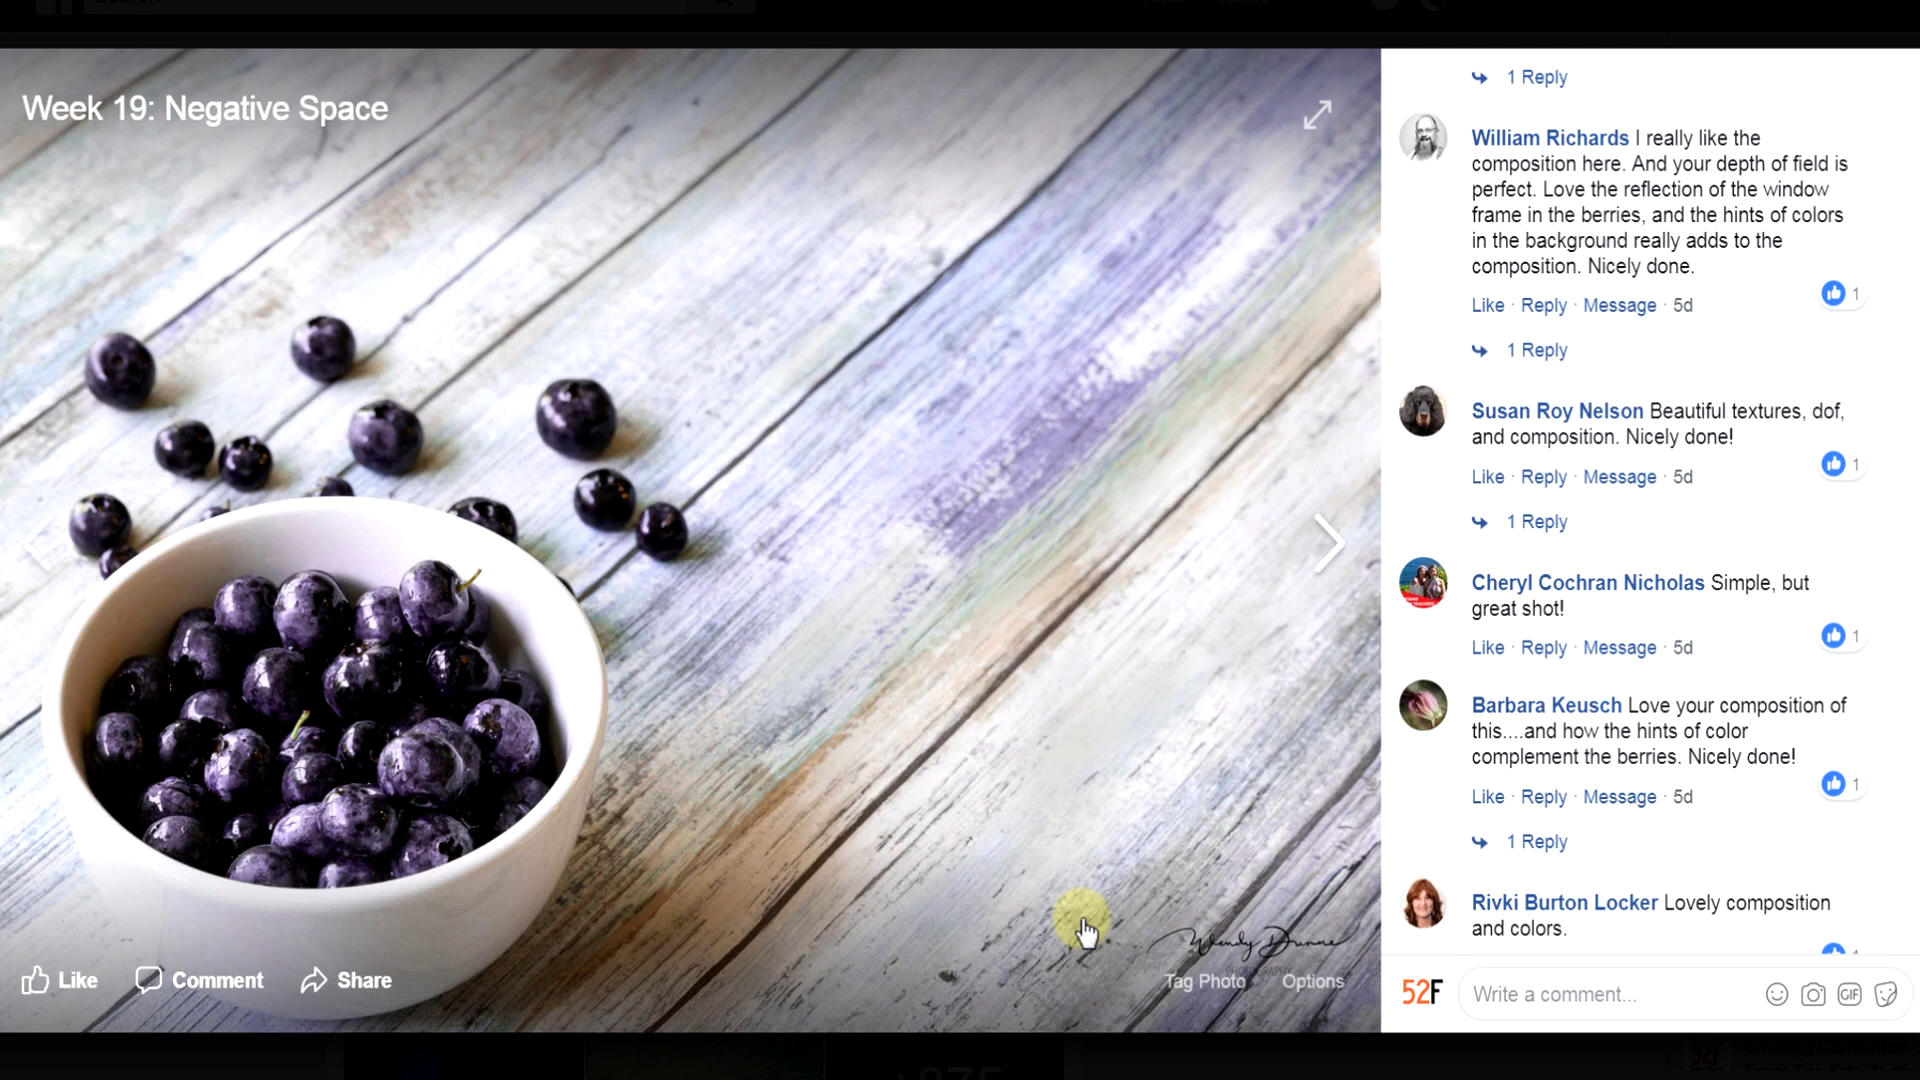 Week 19: Negative Space
1 Reply
William Richards I really like the
composition here. And your depth of field is
perfect. Love the reflection of the window
frame in the berries, and the hints of colors
in the background really adds to the
composition. Nicely done.
Like · Reply · Message · 5d
1
1 Reply
Susan Roy Nelson Beautiful textures, dof,
and composition. Nicely done!
Like · Reply · Message · 5d
1
1 Reply
Cheryl Cochran Nicholas Simple, but
great shot!
Like · Reply · Message · 5d
1
Barbara Keusch Love your composition of
this....and how the hints of color
complement the berries. Nicely done!
Like · Reply · Message · 5d
1
1 Reply
Rivki Burton Locker Lovely composition
and colors.
Wendy Dunne
PHOTOGRAPHY
Like Comment Share
Tag Photo Options
52F Write a comment... GIF